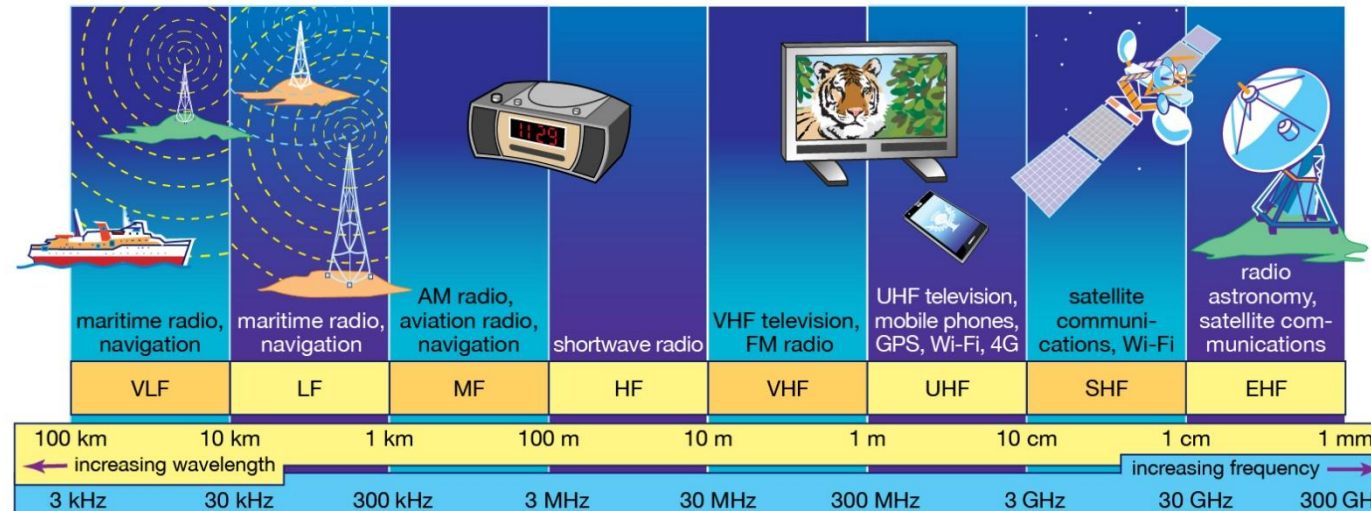 11:29
maritime radio,
navigation
maritime radio,
navigation
AM radio,
aviation radio,
navigation
shortwave radio
VHF television,
FM radio
UHF television,
mobile phones,
GPS, Wi-Fi, 4G
satellite
communi-
cations, Wi-Fi
radio
astronomy,
satellite com-
munications
VLF LF MF HF VHF UHF SHF EHF
100 km 10 km 1 km 100 m 10 m 1 m 10 cm 1 cm 1 mm
increasing wavelength increasing frequency
3 kHz 30 kHz 300 kHz 3 MHz 30 MHz 300 MHz 3 GHz 30 GHz 300 GH